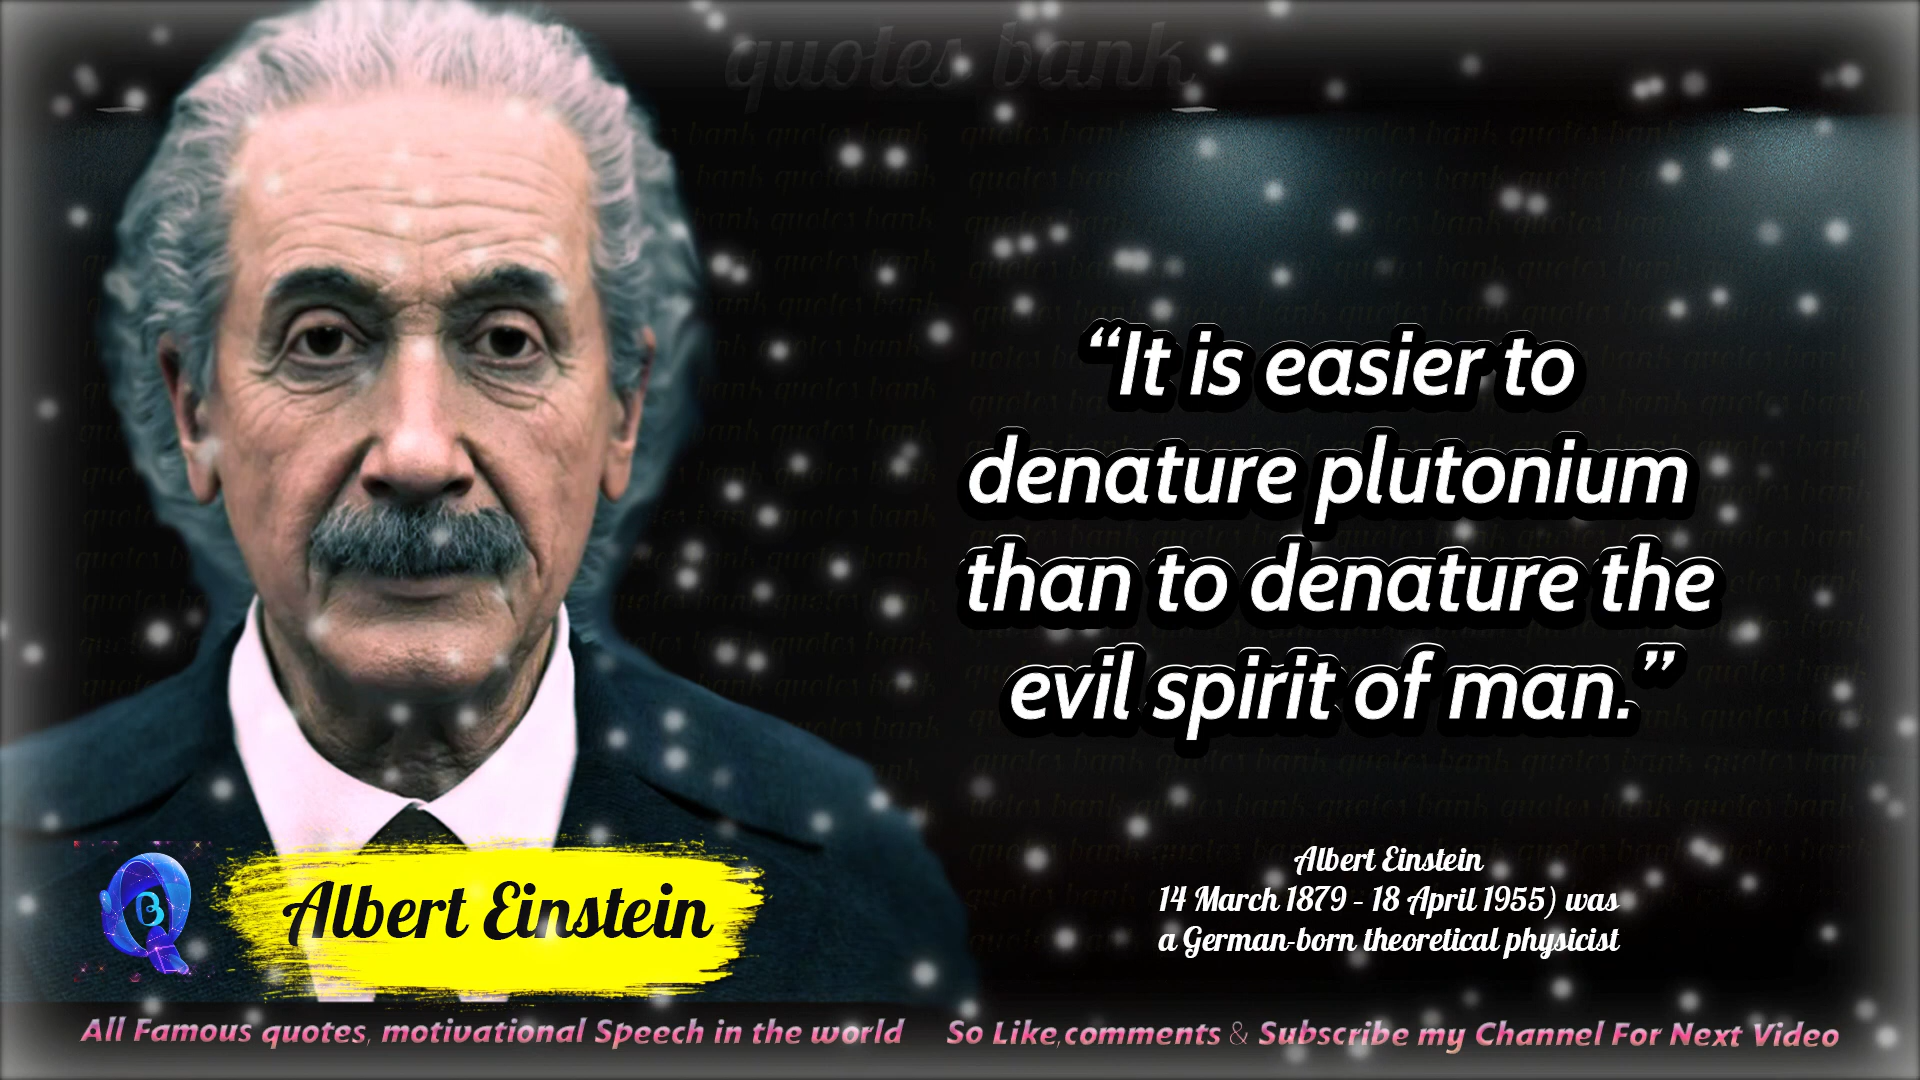 quotes bank
“It is easier to
denature plutonium
than to denature the
evil spirit of man.”
B
Albert Einstein
Albert Einstein
14 March 1879 - 18 April 1955) was
a German-born theoretical physicist
All Famous quotes, motivational Speech in the world So Like,comments & Subscribe my Channel For Next Video